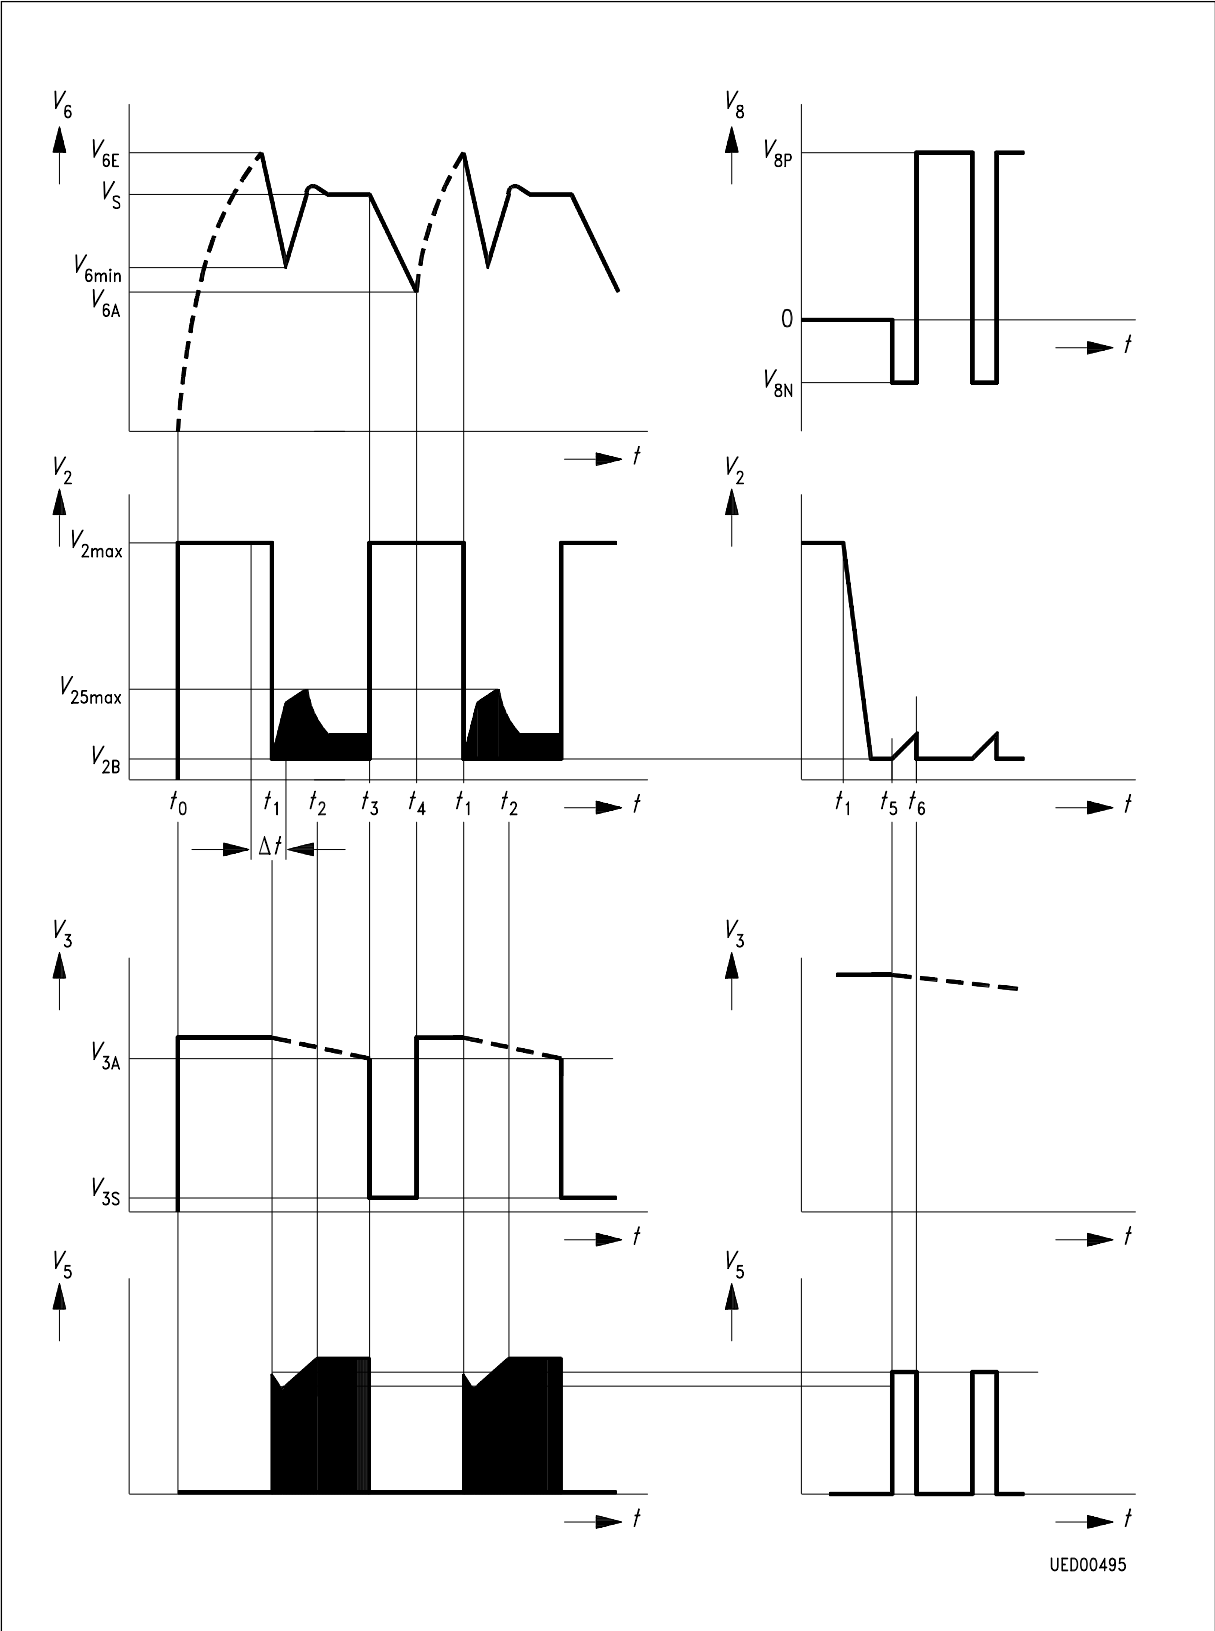 V6 V8
V6E V8P
VS
V6min
V6A
0
t
V8N
t
V2 V2
V2max
V25max
V2B
t0 t1 t2 t3 t4 t1 t2 t t1 t5 t6 t
Δt
V3 V3
V3A
V3S
t t
V5 V5
t t
UED00495